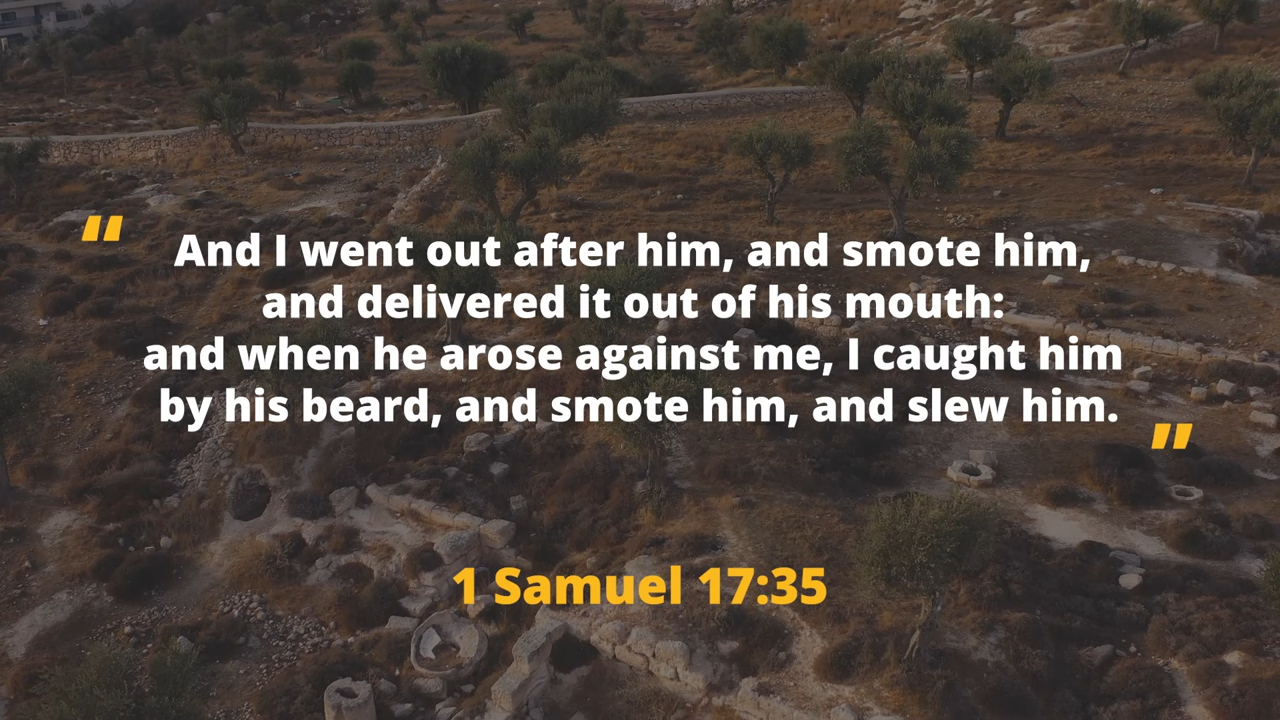 "And I went out after him, and smote him,
and delivered it out of his mouth:
and when he arose against me, I caught him
by his beard, and smote him, and slew him."
1 Samuel 17:35